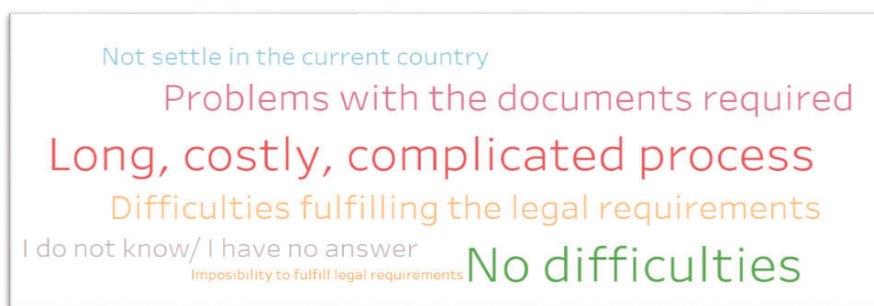 Not settle in the current country
Problems with the documents required
Long, costly, complicated process
Difficulties fulfilling the legal requirements
I do not know/ I have no answer
Imposibility to fulfill legal requirements
No difficulties